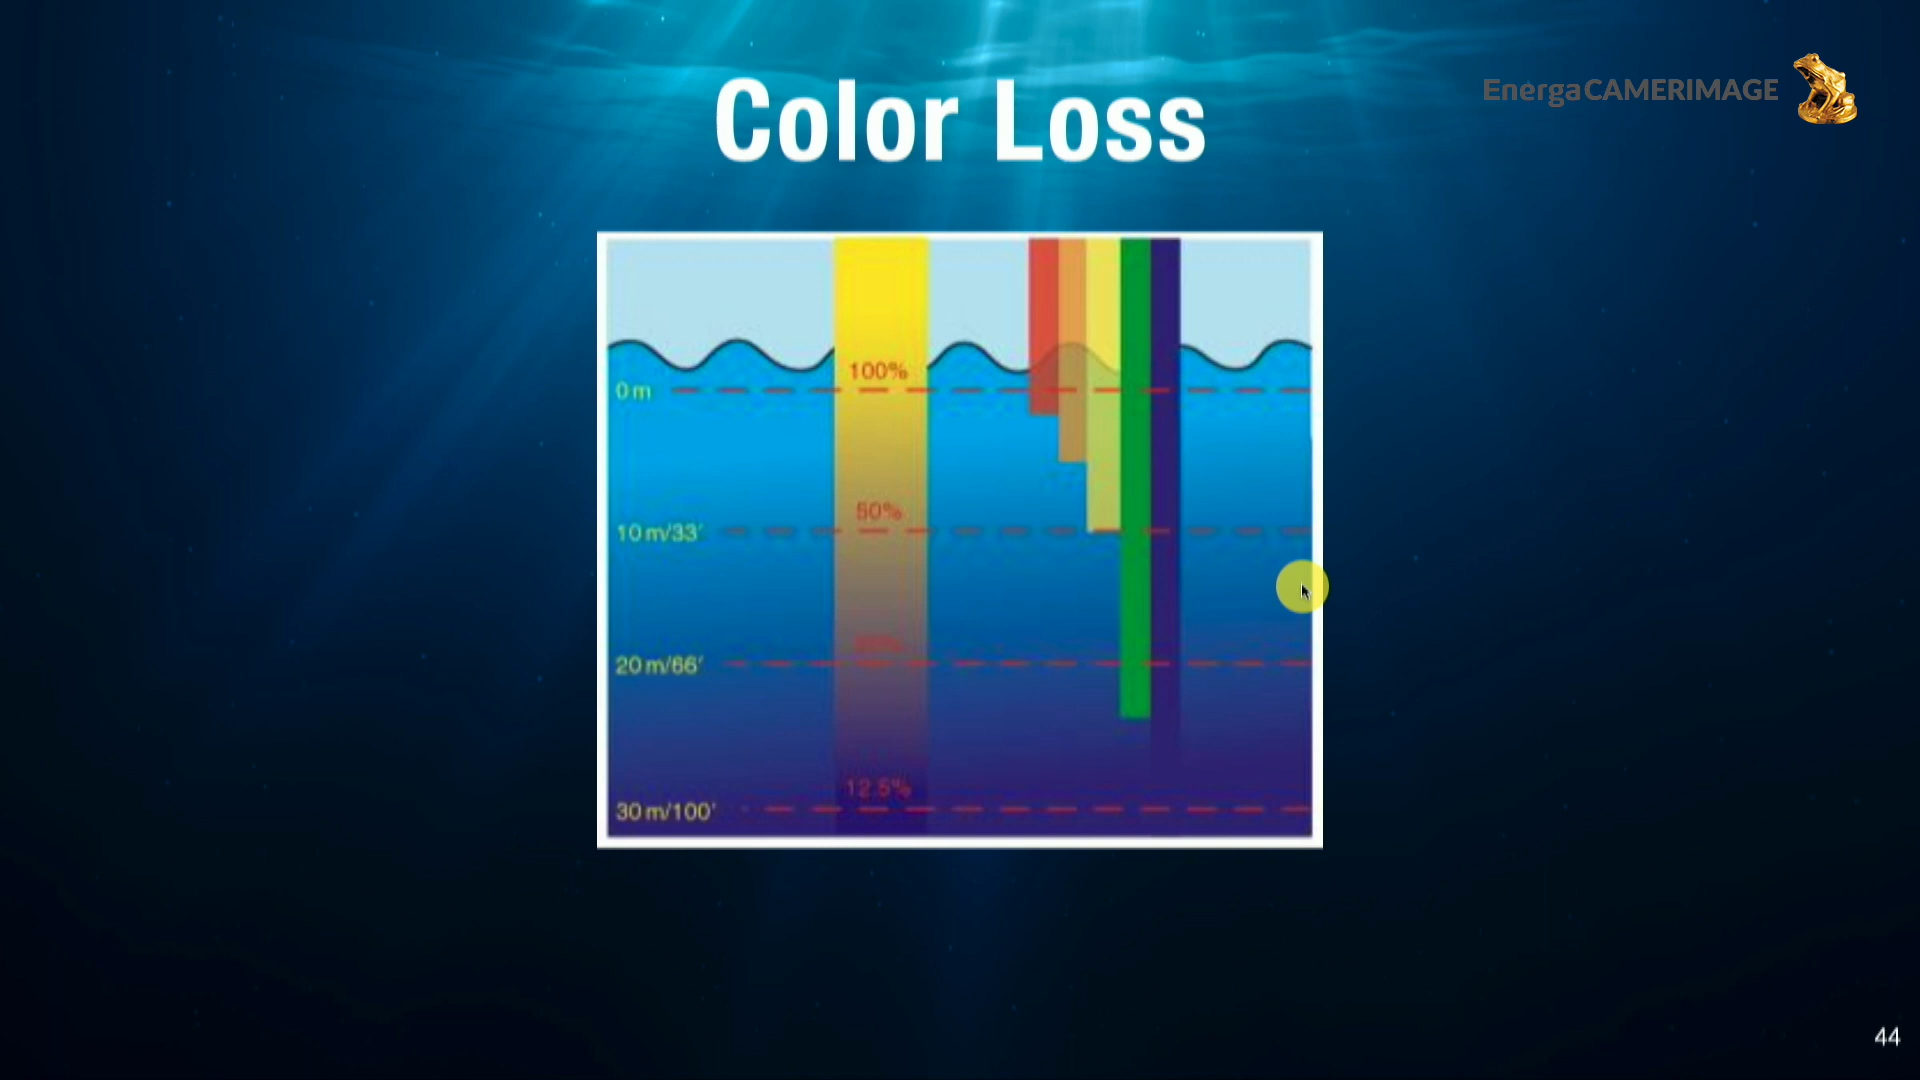 Color Loss
EnergaCAMERIMAGE
100%
0 m
50%
10 m/33'
20 m/66'
12.5%
30 m/100'
44